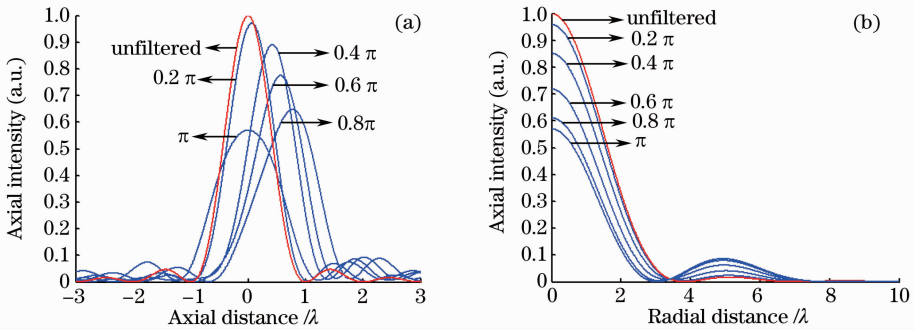 (a)
1.0
0.9
0.8
0.7
0.6
0.5
0.4
0.3
0.2
0.1
0
Axial intensity (a.u.)
unfiltered
0.2 π
π
0.4 π
0.6 π
0.8π
−3
−2
−1
0
1
2
3
Axial distance /λ
(b)
1.0
0.9
0.8
0.7
0.6
0.5
0.4
0.3
0.2
0.1
0
Axial intensity (a.u.)
unfiltered
0.2 π
0.4 π
0.6 π
0.8 π
π
0
2
4
6
8
10
Radial distance /λ